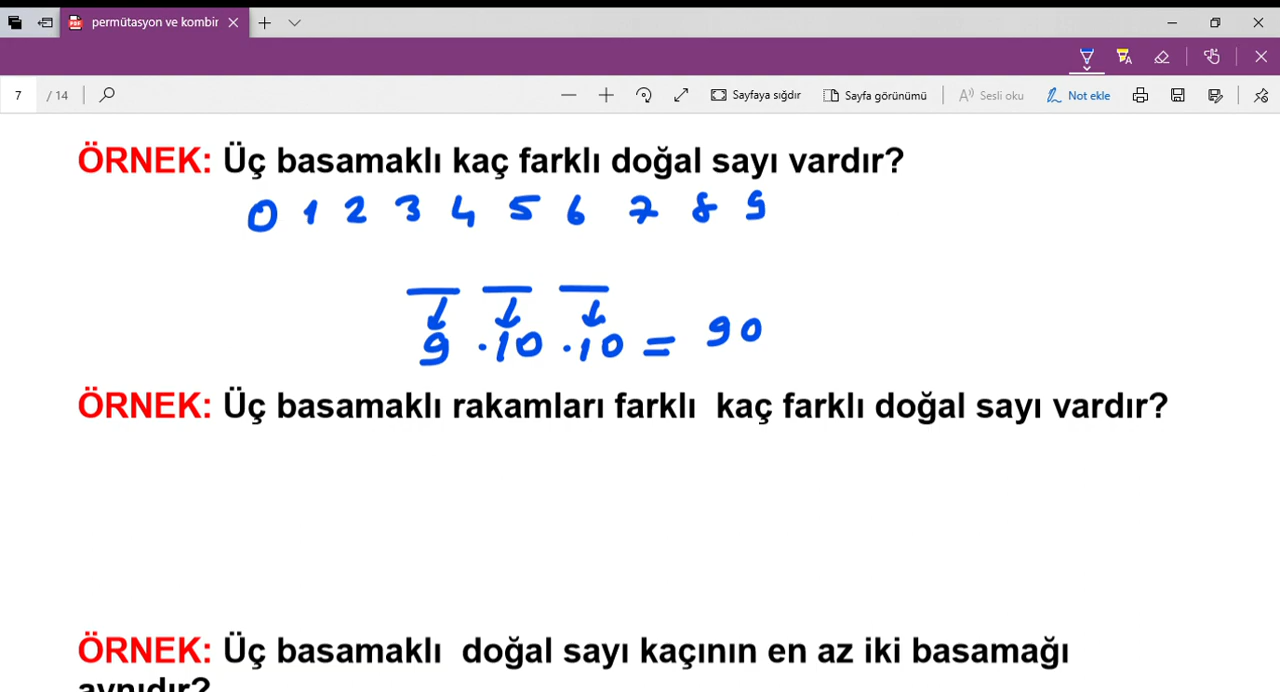 permütasyon ve kombir
7 / 14 Sayfaya sığdır Sayfa görünümü Sesli oku Not ekle
ÖRNEK: Üç basamaklı kaç farklı doğal sayı vardır?
0 1 2 3 4 5 6 7 8 9
9 · 10 · 10 = 90
ÖRNEK: Üç basamaklı rakamları farklı kaç farklı doğal sayı vardır?
ÖRNEK: Üç basamaklı doğal sayı kaçının en az iki basamağı
aynıdır?